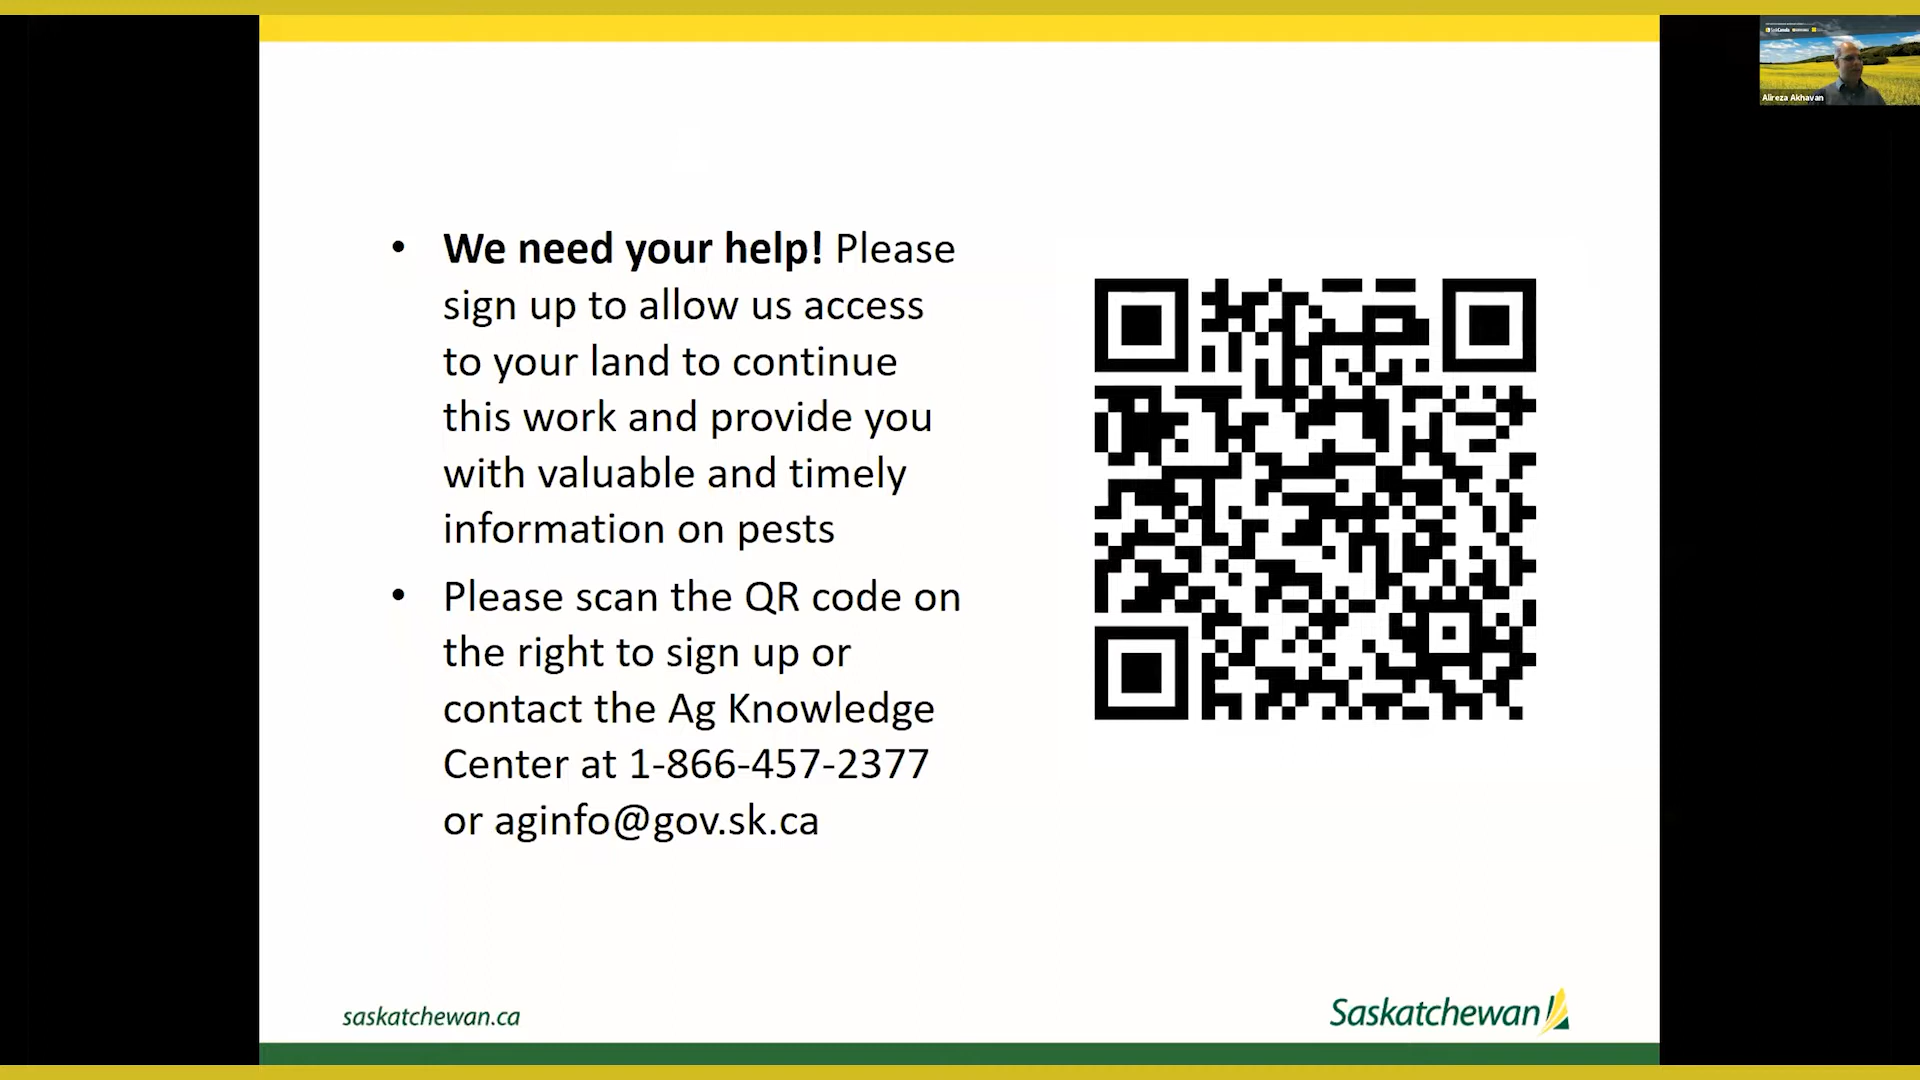 • We need your help! Please
sign up to allow us access
to your land to continue
this work and provide you
with valuable and timely
information on pests
• Please scan the QR code on
the right to sign up or
contact the Ag Knowledge
Center at 1-866-457-2377
or aginfo@gov.sk.ca
saskatchewan.ca
Saskatchewan
Alireza Akhavan